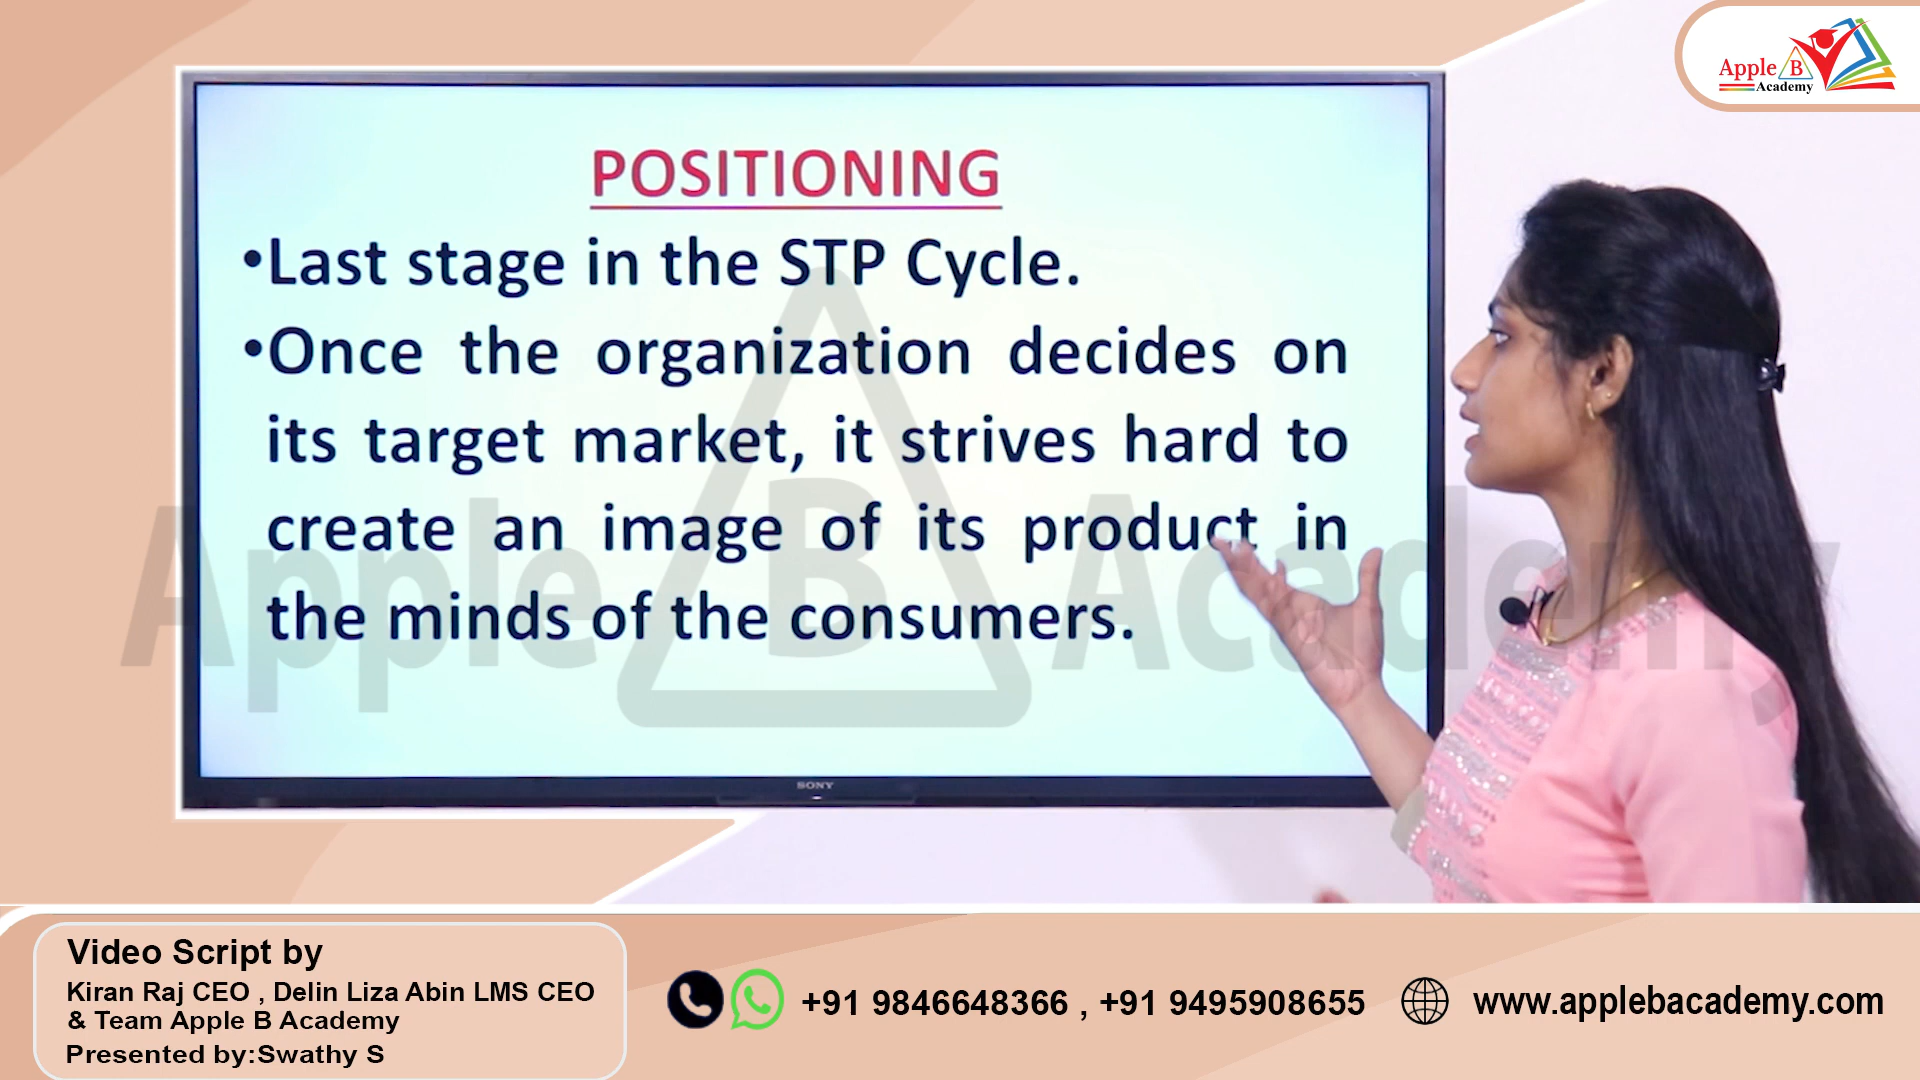 Apple B
Academy
POSITIONING
•Last stage in the STP Cycle.
•Once the organization decides on
its target market, it strives hard to
create an image of its product in
the minds of the consumers.
Apple B Academy
SONY
Video Script by
Kiran Raj CEO , Delin Liza Abin LMS CEO
& Team Apple B Academy
Presented by:Swathy S
+91 9846648366 , +91 9495908655
www.applebacademy.com